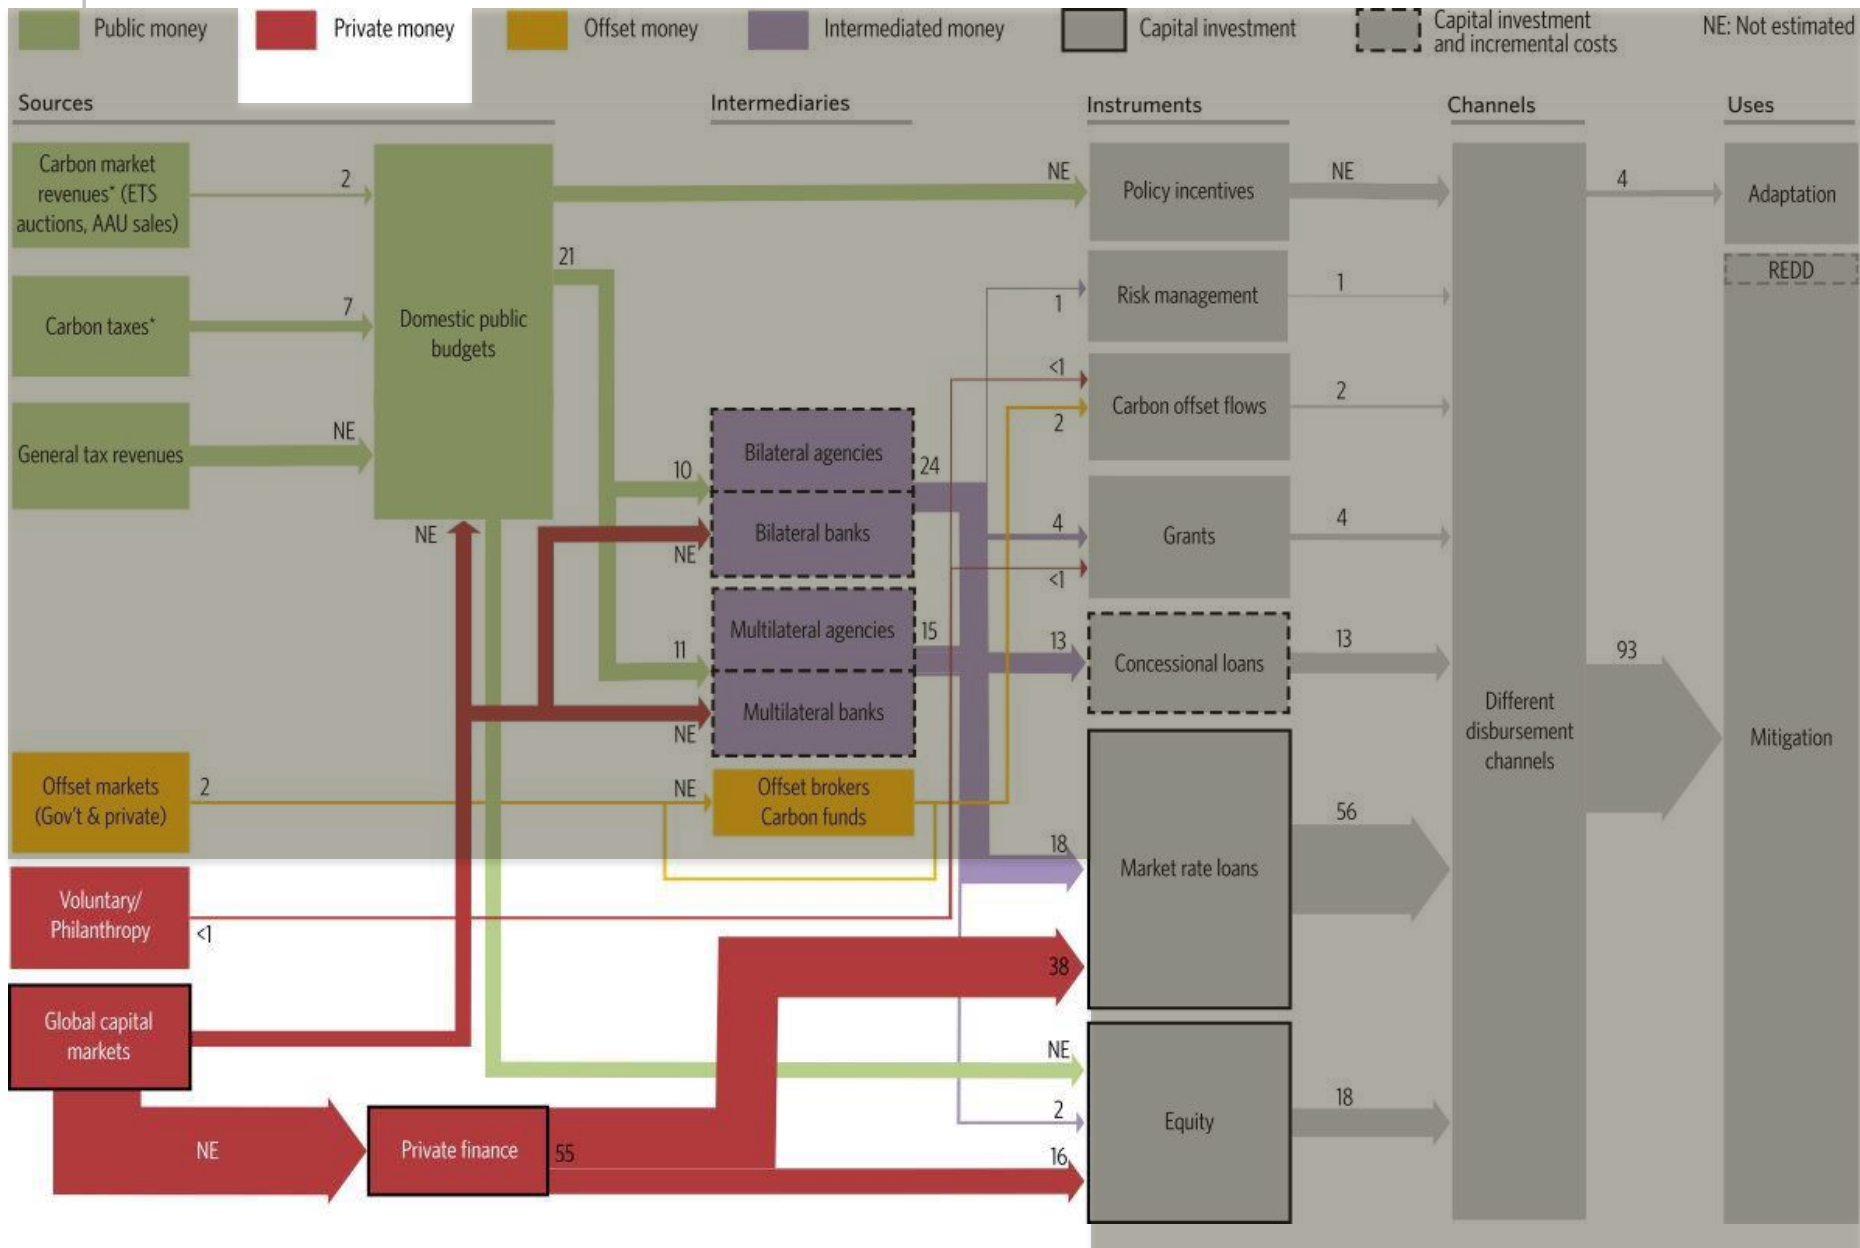 Public money
Private money
Offset money
Intermediated money
Capital investment
Capital investment
and incremental costs
NE: Not estimated
Sources
Intermediaries
Instruments
Channels
Uses
Carbon market
revenues* (ETS
auctions, AAU sales)
2
Carbon taxes*
7
General tax revenues
NE
Domestic public
budgets
21
NE
NE
10
NE
11
NE
Bilateral agencies
Bilateral banks
24
Multilateral agencies
Multilateral banks
15
Offset markets
(Gov't & private)
2
NE
Offset brokers
Carbon funds
Voluntary/
Philanthropy
<1
Global capital
markets
NE
Private finance
55
1
<1
2
4
<1
13
18
38
NE
2
16
Policy incentives
NE
Risk management
1
Carbon offset flows
2
Grants
4
Concessional loans
13
Market rate loans
56
Equity
18
Different
disbursement
channels
4
93
Adaptation
REDD
Mitigation